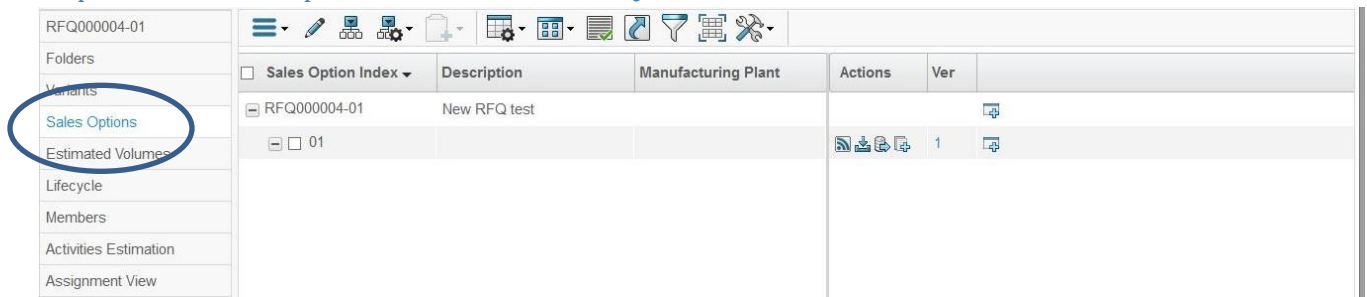 RFQ000004-01
Folders
Variants
Sales Options
Estimated Volumes
Lifecycle
Members
Activities Estimation
Assignment View
Sales Option Index Description Manufacturing Plant Actions Ver
RFQ000004-01 New RFQ test
01 1